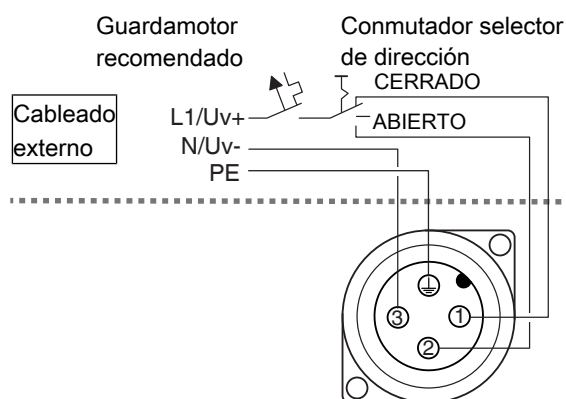 Guardamotor
recomendado
Conmutador selector
de dirección
CERRADO
Cableado
externo
L1/Uv+
ABIERTO
N/Uv-
PE
3
1
2